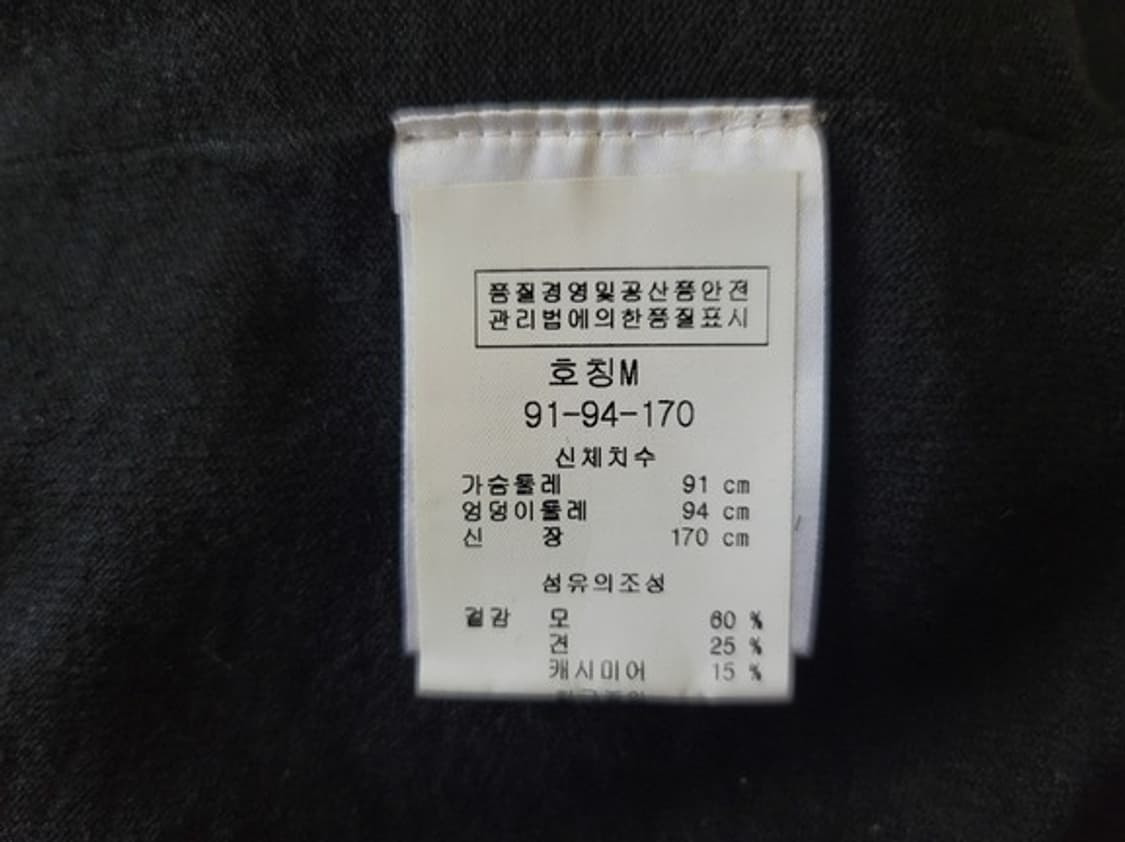 품질경영및공산품안전
관리법에의한품질표시
호칭M
91-94-170
신체치수
가슴둘레 91 cm
엉덩이둘레 94 cm
신 장 170 cm
섬유의조성
겉감 모 60 %
견 25 %
캐시미어 15 %